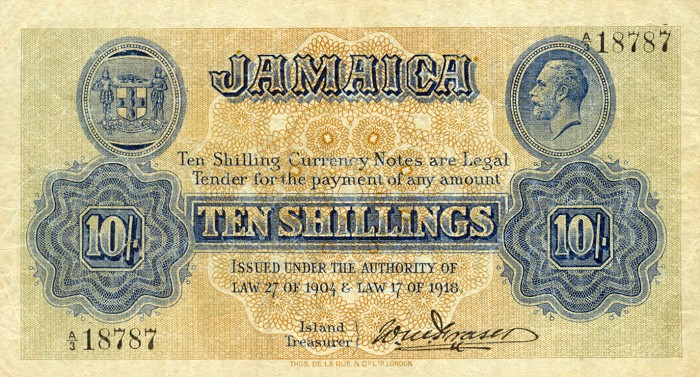 A/3 18787
JAMAICA
Ten Shilling Currency Notes are Legal
Tender for the payment of any amount
10/- TEN SHILLINGS 10/-
ISSUED UNDER THE AUTHORITY OF
LAW 27 OF 1904 & LAW 17 OF 1918.
A/3 18787
Island
Treasurer
THOS. DE LA RUE & CO. LTD. LONDON.